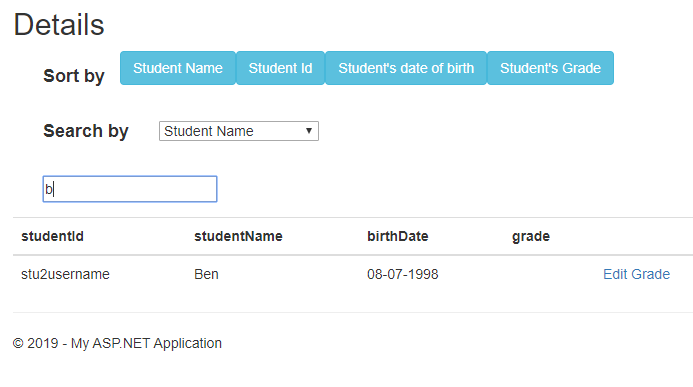 Details
Sort by Student Name Student Id Student's date of birth Student's Grade
Search by Student Name
b
studentId studentName birthDate grade
stu2username Ben 08-07-1998 Edit Grade
© 2019 - My ASP.NET Application